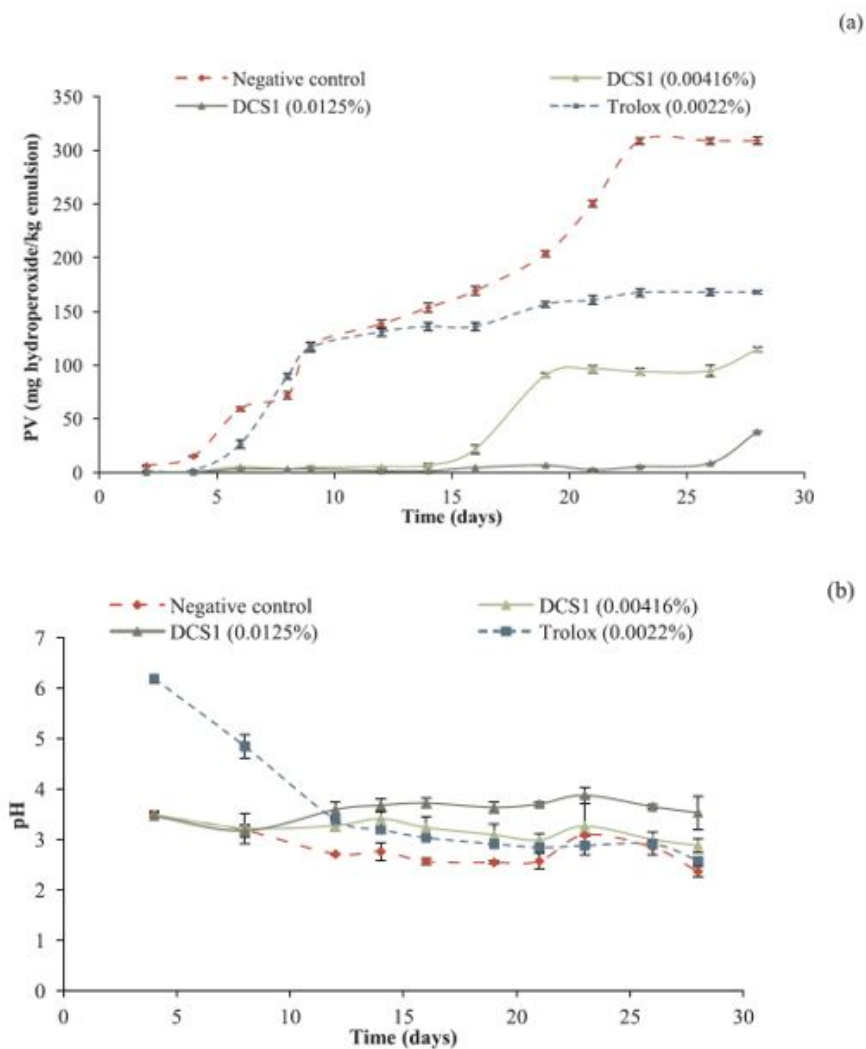 (a)
Negative control DCS1 (0.00416%)
DCS1 (0.0125%) Trolox (0.0022%)
350
300
250
200
150
100
50
0
0 5 10 15 20 25 30
PV (mg hydroperoxide/kg emulsion)
Time (days)
(b)
Negative control DCS1 (0.00416%)
DCS1 (0.0125%) Trolox (0.0022%)
7
6
5
4
3
2
1
0
0 5 10 15 20 25 30
pH
Time (days)